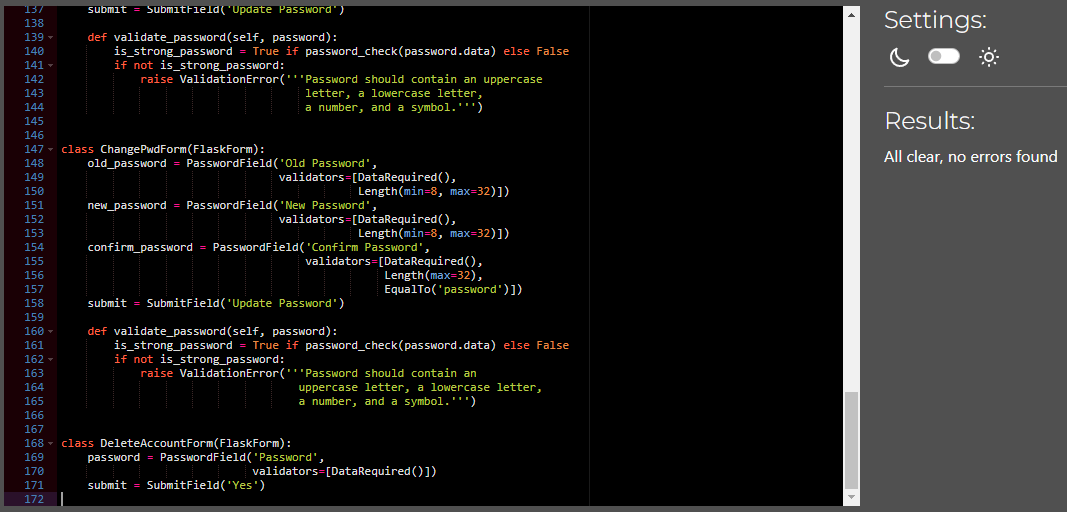 137 submit = SubmitField('Update Password')
138
139 def validate_password(self, password):
140 is_strong_password = True if password_check(password.data) else False
141 if not is_strong_password:
142 raise ValidationError('''Password should contain an uppercase
143 letter, a lowercase letter,
144 a number, and a symbol.''')
145
146
147 class ChangePwdForm(FlaskForm):
148 old_password = PasswordField('Old Password',
149 validators=[DataRequired(),
150 Length(min=8, max=32)])
151 new_password = PasswordField('New Password',
152 validators=[DataRequired(),
153 Length(min=8, max=32)])
154 confirm_password = PasswordField('Confirm Password',
155 validators=[DataRequired(),
156 Length(max=32),
157 EqualTo('password')])
158 submit = SubmitField('Update Password')
159
160 def validate_password(self, password):
161 is_strong_password = True if password_check(password.data) else False
162 if not is_strong_password:
163 raise ValidationError('''Password should contain an
164 uppercase letter, a lowercase letter,
165 a number, and a symbol.''')
166
167
168 class DeleteAccountForm(FlaskForm):
169 password = PasswordField('Password',
170 validators=[DataRequired()])
171 submit = SubmitField('Yes')
172
Settings:
Results:
All clear, no errors found